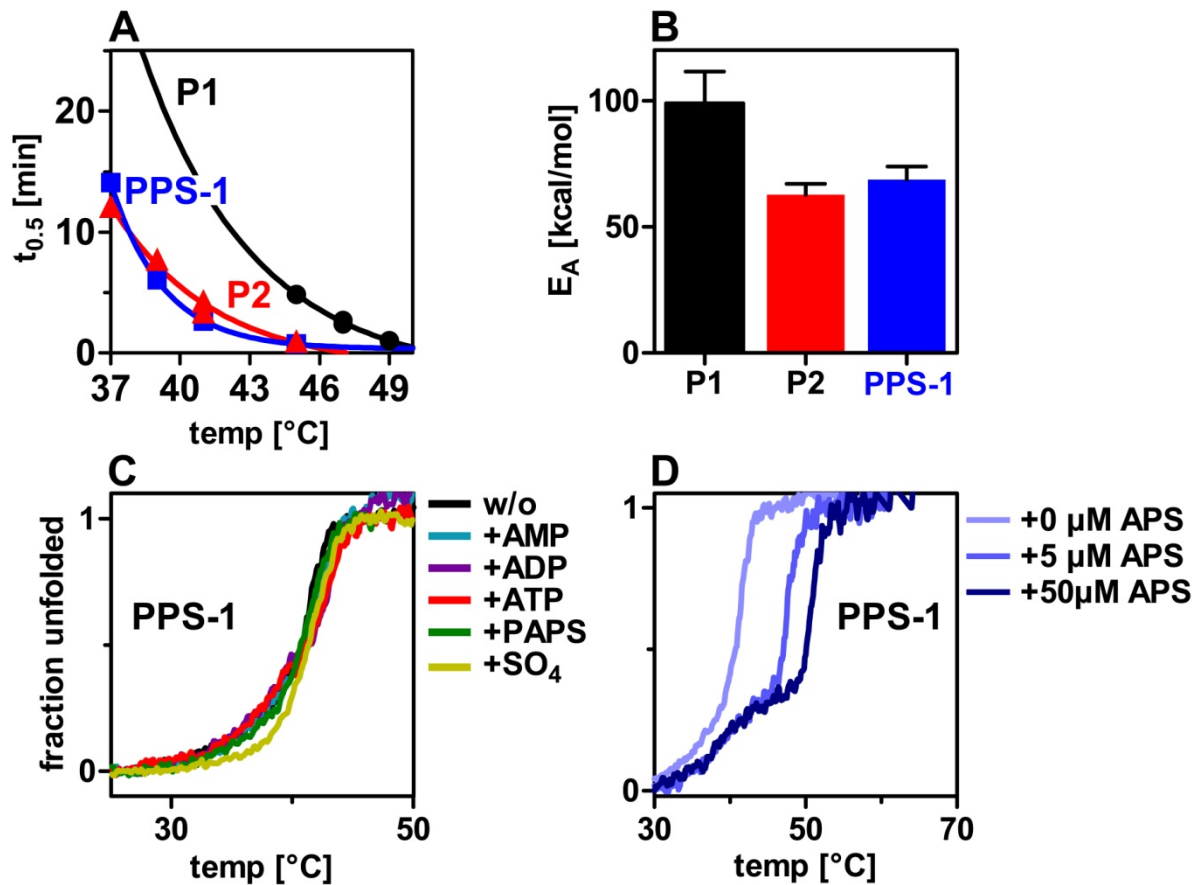 A
B
20
10
0
t0.5 [min]
P1
PPS-1
P2
37 40 43 46 49
temp [°C]
100
50
0
EA [kcal/mol]
P1 P2 PPS-1
C
D
1
0
fraction unfolded
PPS-1
30 50
temp [°C]
w/o
+AMP
+ADP
+ATP
+PAPS
+SO4
1
0
PPS-1
30 50 70
temp [°C]
+0 µM APS
+5 µM APS
+50µM APS